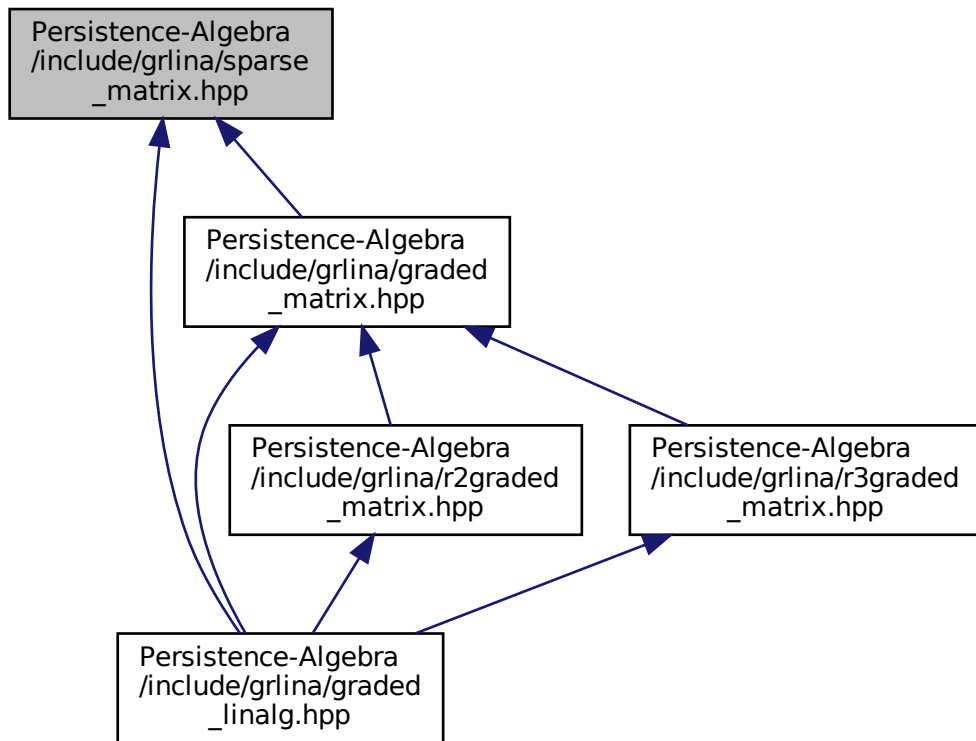 Persistence-Algebra
/include/grlina/sparse
_matrix.hpp
Persistence-Algebra
/include/grlina/graded
_matrix.hpp
Persistence-Algebra
/include/grlina/r2graded
_matrix.hpp
Persistence-Algebra
/include/grlina/r3graded
_matrix.hpp
Persistence-Algebra
/include/grlina/graded
_linalg.hpp